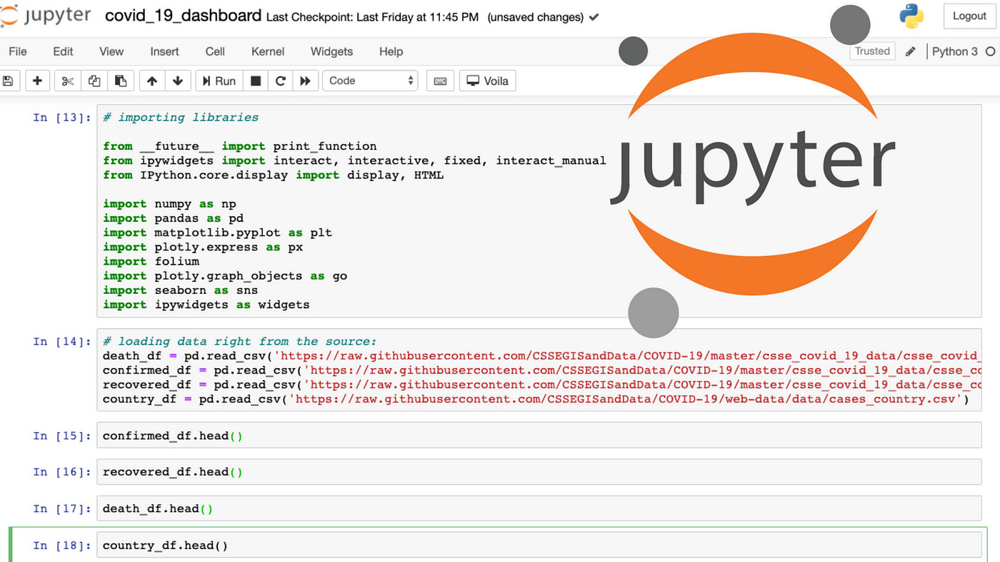 jupyter covid_19_dashboard Last Checkpoint: Last Friday at 11:45 PM (unsaved changes)
Logout
File Edit View Insert Cell Kernel Widgets Help
Trusted
Python 3
Run
Code
Voila
In [13]:
# importing libraries
from __future__ import print_function
from ipywidgets import interact, interactive, fixed, interact_manual
from IPython.core.display import display, HTML
import numpy as np
import pandas as pd
import matplotlib.pyplot as plt
import plotly.express as px
import folium
import plotly.graph_objects as go
import seaborn as sns
import ipywidgets as widgets
jupyter
In [14]:
# loading data right from the source:
death_df = pd.read_csv('https://raw.githubusercontent.com/CSSEGISandData/COVID-19/master/csse_covid_19_data/csse_covid_
confirmed_df = pd.read_csv('https://raw.githubusercontent.com/CSSEGISandData/COVID-19/master/csse_covid_19_data/csse_co
recovered_df = pd.read_csv('https://raw.githubusercontent.com/CSSEGISandData/COVID-19/master/csse_covid_19_data/csse_co
country_df = pd.read_csv('https://raw.githubusercontent.com/CSSEGISandData/COVID-19/web-data/data/cases_country.csv')
In [15]: confirmed_df.head()
In [16]: recovered_df.head()
In [17]: death_df.head()
In [18]: country_df.head()